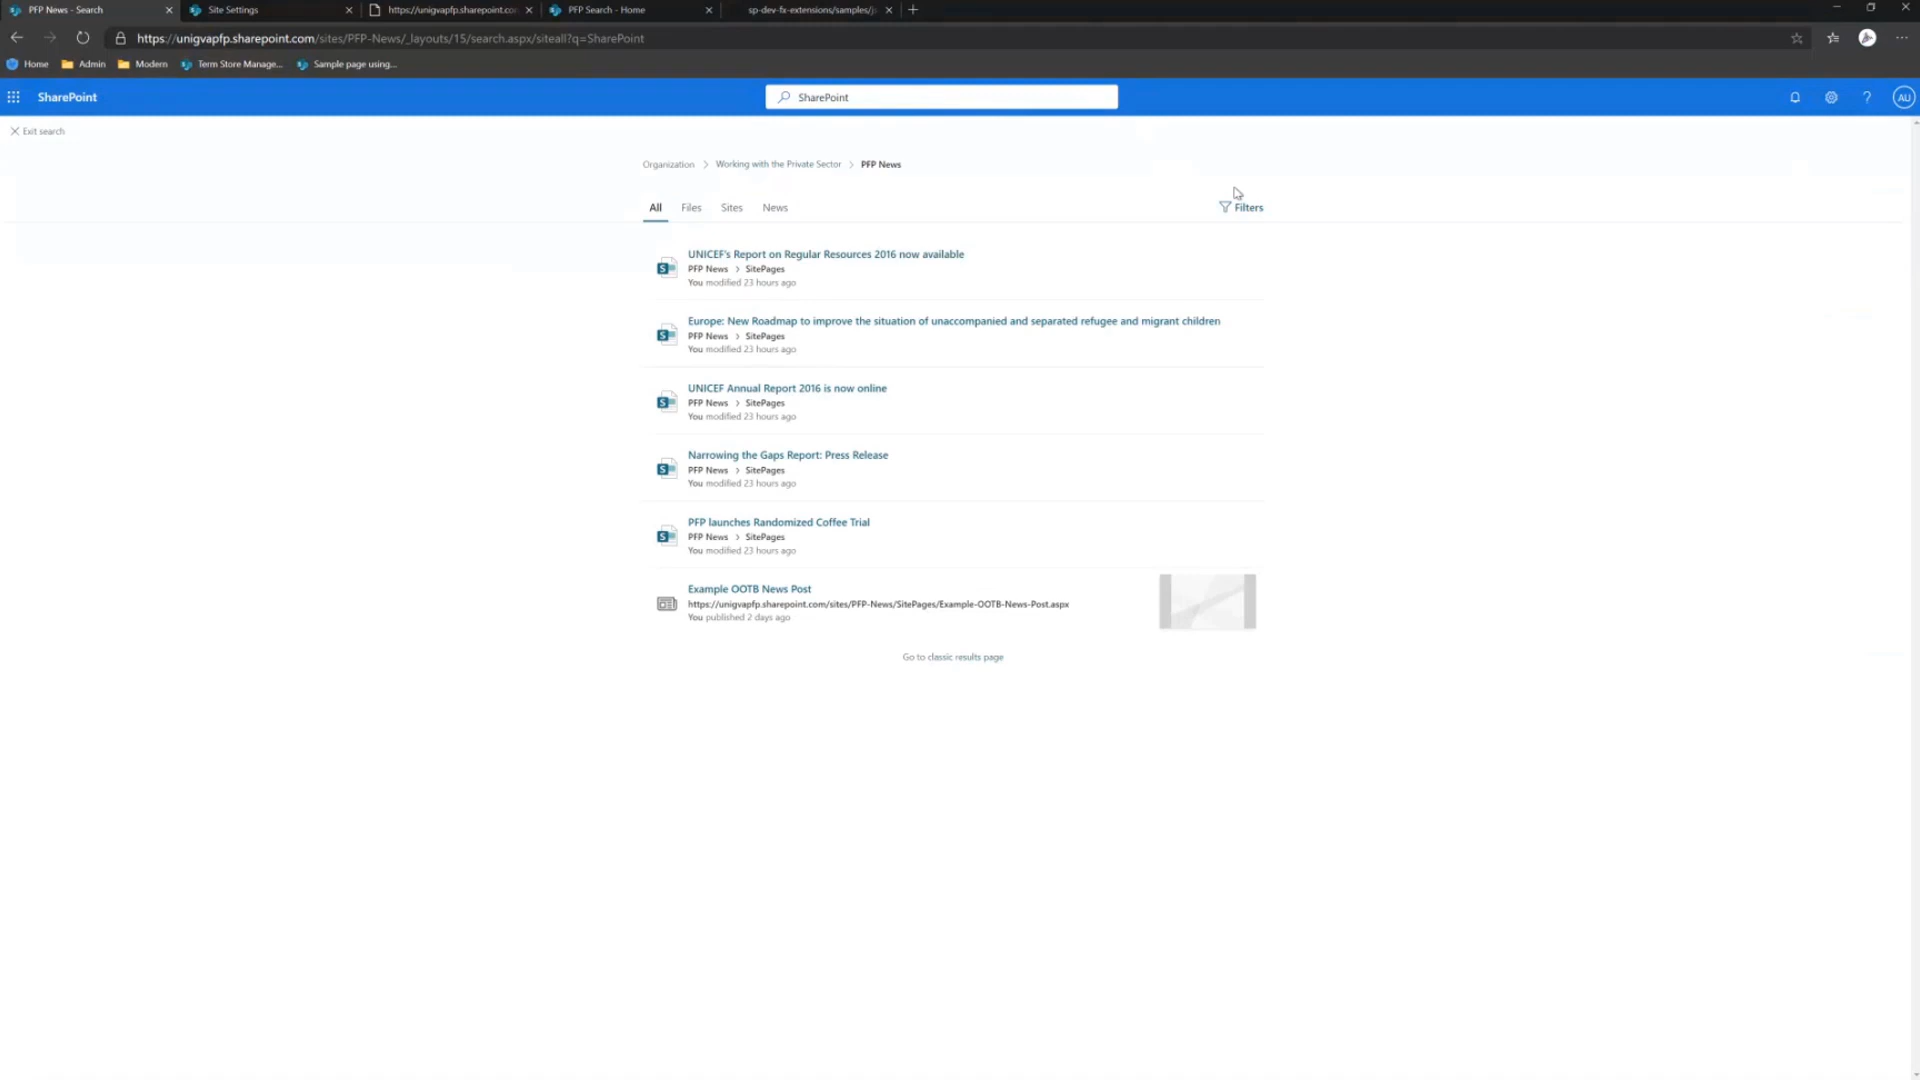 PFP News - Search
Site Settings
https://unigvapfp.sharepoint.co
PFP Search - Home
sp-dev-fx-extensions/samples/j
https://unigvapfp.sharepoint.com/sites/PFP-News/_layouts/15/search.aspx/siteall?q=SharePoint
Home
Admin
Modern
Term Store Manage...
Sample page using...
SharePoint
SharePoint
?
AU
Exit search
Organization > Working with the Private Sector > PFP News
All
Files
Sites
News
Filters
UNICEF's Report on Regular Resources 2016 now available
PFP News > SitePages
You modified 23 hours ago
Europe: New Roadmap to improve the situation of unaccompanied and separated refugee and migrant children
PFP News > SitePages
You modified 23 hours ago
UNICEF Annual Report 2016 is now online
PFP News > SitePages
You modified 23 hours ago
Narrowing the Gaps Report: Press Release
PFP News > SitePages
You modified 23 hours ago
PFP launches Randomized Coffee Trial
PFP News > SitePages
You modified 23 hours ago
Example OOTB News Post
https://unigvapfp.sharepoint.com/sites/PFP-News/SitePages/Example-OOTB-News-Post.aspx
You published 2 days ago
Go to classic results page